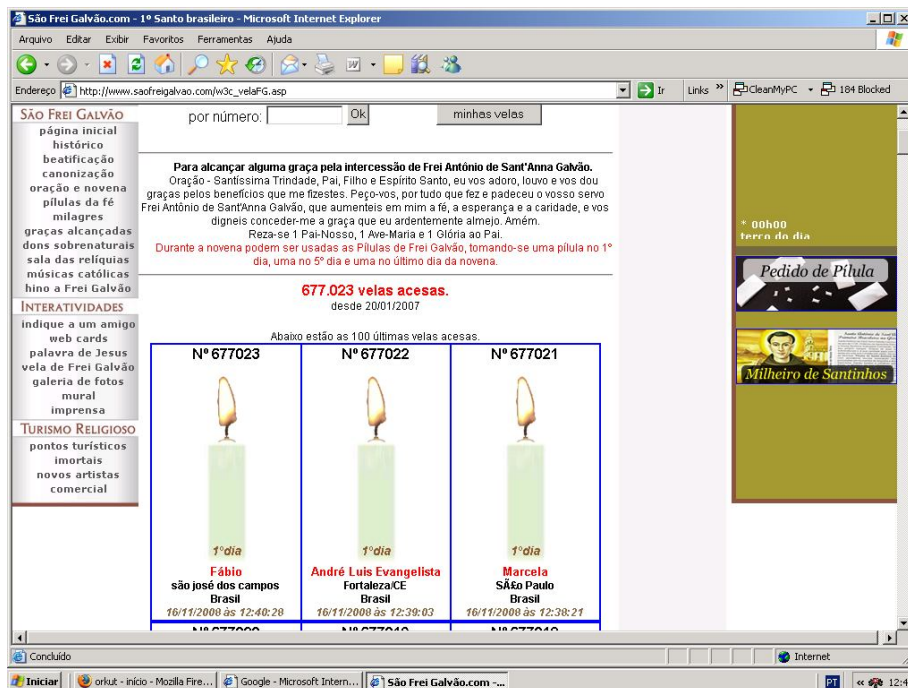 São Frei Galvão.com - 1º Santo brasileiro - Microsoft Internet Explorer
Arquivo Editar Exibir Favoritos Ferramentas Ajuda
Endereço http://www.saofreigalvao.com/w3c_velaFG.asp Ir Links » CleanMyPC 184 Blocked
SÃO FREI GALVÃO
página inicial
histórico
beatificação
canonização
oração e novena
pílulas da fé
milagres
graças alcançadas
dons sobrenaturais
sala das relíquias
músicas católicas
hino a Frei Galvão
INTERATIVIDADES
indique a um amigo
web cards
palavra de Jesus
vela de Frei Galvão
galeria de fotos
mural
imprensa
TURISMO RELIGIOSO
pontos turísticos
imortais
novos artistas
comercial
por número: Ok minhas velas
Para alcançar alguma graça pela intercessão de Frei Antônio de Sant'Anna Galvão.
Oração - Santíssima Trindade, Pai, Filho e Espírito Santo, eu vos adoro, louvo e vos dou
graças pelos benefícios que me fizestes. Peço-vos, por tudo que fez e padeceu o vosso servo
Frei Antônio de Sant'Anna Galvão, que aumenteis em mim a fé, a esperança e a caridade, e vos
digneis conceder-me a graça que eu ardentemente almejo. Amém.
Reza-se 1 Pai-Nosso, 1 Ave-Maria e 1 Glória ao Pai.
Durante a novena podem ser usadas as Pílulas de Frei Galvão, tomando-se uma pílula no 1º
dia, uma no 5º dia e uma no último dia da novena.
677.023 velas acesas.
desde 20/01/2007
Abaixo estão as 100 últimas velas acesas.
Nº 677023 Nº 677022 Nº 677021
1ºdia 1ºdia 1ºdia
Fábio André Luis Evangelista Marcela
são josé dos campos Fortaleza/CE SÃ£o Paulo
Brasil Brasil Brasil
16/11/2008 às 12:40:28 16/11/2008 às 12:39:03 16/11/2008 às 12:38:21
* 00h00
terço do dia
Pedido de Pílula
Milheiro de Santinhos
Concluído Internet
Iniciar orkut - início - Mozilla Fire... Google - Microsoft Intern... São Frei Galvão.com -... PT « 12:4